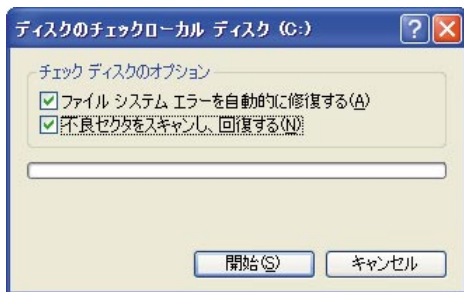 ディスクのチェックローカル ディスク (C:)
チェック ディスクのオプション
ファイル システム エラーを自動的に修復する(A)
不良セクタをスキャンし、回復する(N)
開始(S)
キャンセル